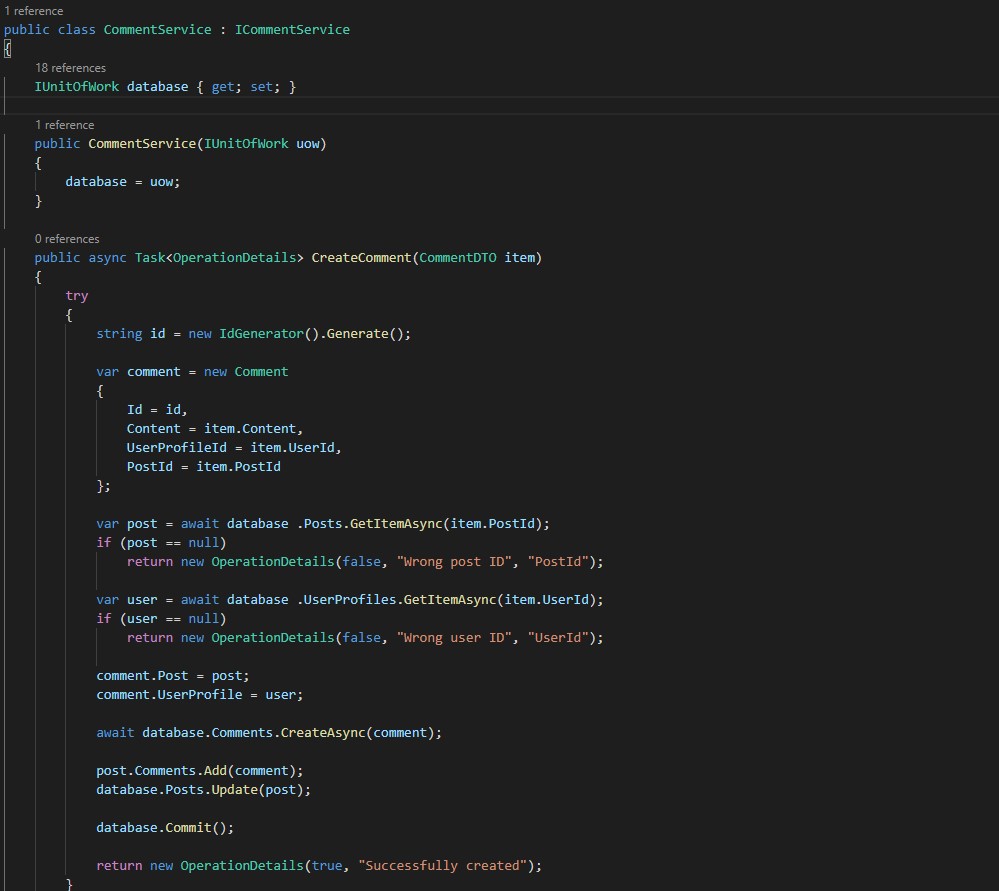 1 reference
public class CommentService : ICommentService
{
18 references
IUnitOfWork database { get; set; }
1 reference
public CommentService(IUnitOfWork uow)
{
database = uow;
}
0 references
public async Task<OperationDetails> CreateComment(CommentDTO item)
{
try
{
string id = new IdGenerator().Generate();
var comment = new Comment
{
Id = id,
Content = item.Content,
UserProfileId = item.UserId,
PostId = item.PostId
};
var post = await database .Posts.GetItemAsync(item.PostId);
if (post == null)
return new OperationDetails(false, "Wrong post ID", "PostId");
var user = await database .UserProfiles.GetItemAsync(item.UserId);
if (user == null)
return new OperationDetails(false, "Wrong user ID", "UserId");
comment.Post = post;
comment.UserProfile = user;
await database.Comments.CreateAsync(comment);
post.Comments.Add(comment);
database.Posts.Update(post);
database.Commit();
return new OperationDetails(true, "Successfully created");
}